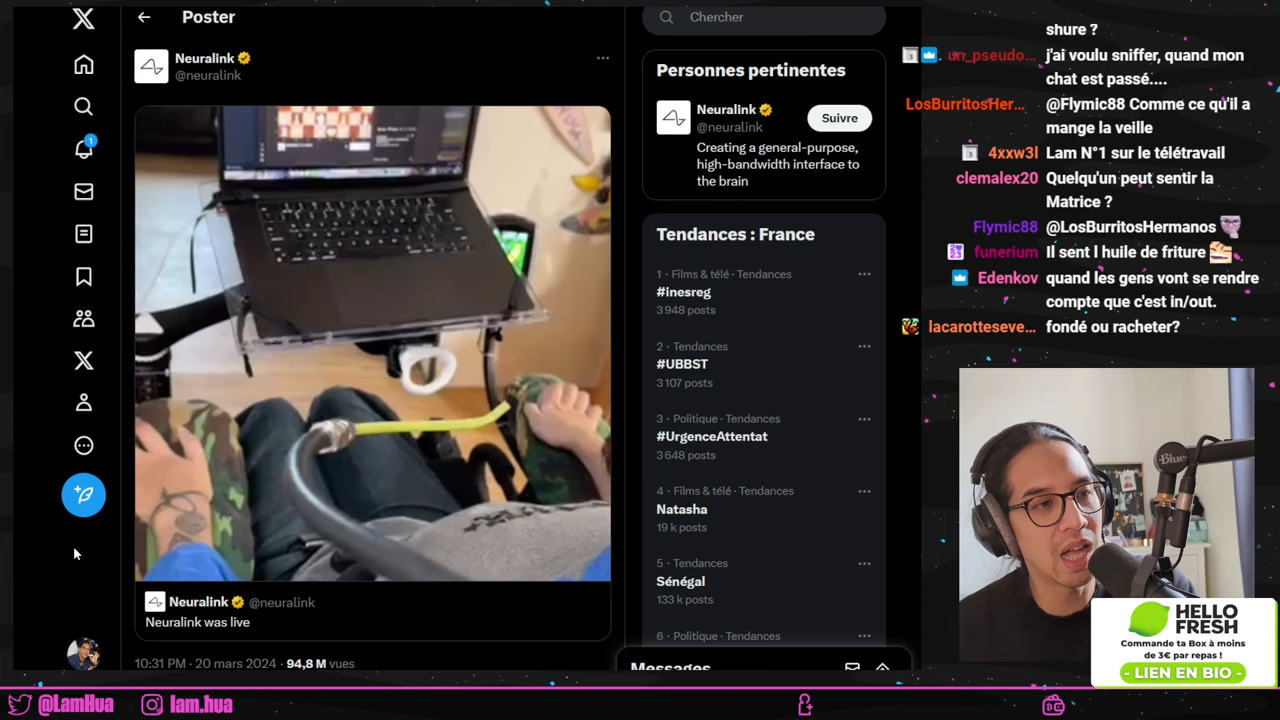 Poster
Neuralink
@neuralink
Neuralink @neuralink
Neuralink was live
10:31 PM · 20 mars 2024 · 94,8 M vues
Chercher
Personnes pertinentes
Neuralink
@neuralink
Suivre
Creating a general-purpose,
high-bandwidth interface to
the brain
Tendances : France
1 · Films & télé · Tendances
#inesreg
3 948 posts
2 · Tendances
#UBBST
3 107 posts
3 · Politique · Tendances
#UrgenceAttentat
3 648 posts
4 · Films & télé · Tendances
Natasha
19 k posts
5 · Tendances
Sénégal
133 k posts
6 · Politique · Tendances
Messages
shure ?
un_pseudo... j'ai voulu sniffer, quand mon
chat est passé....
LosBurritosHer... @Flymic88 Comme ce qu'il a
mange la veille
4xxw3l Lam N°1 sur le télétravail
clemalex20 Quelqu'un peut sentir la
Matrice ?
Flymic88 @LosBurritosHermanos
funerium Il sent l huile de friture
Edenkov quand les gens vont se rendre
compte que c'est in/out.
lacarotteseve... fondé ou racheter?
Blue
HELLO
FRESH
Commande ta Box à moins
de 3€ par repas !
- LIEN EN BIO -
@LamHua
lam.hua
1